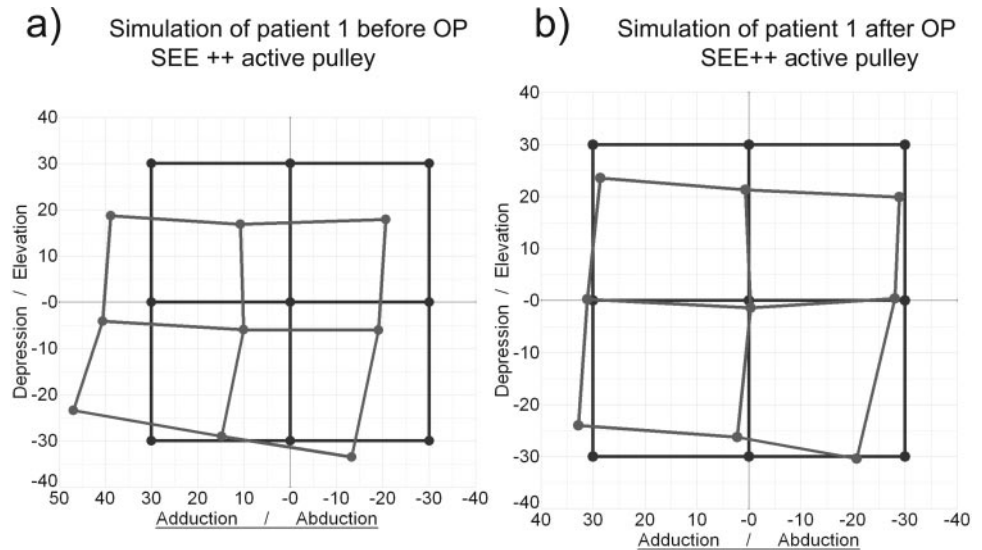 a)
Simulation of patient 1 before OP
SEE ++ active pulley
40
30
20
10
-0
-10
-20
-30
-40
Depression / Elevation
50 40 30 20 10 -0 -10 -20 -30 -40
Adduction / Abduction
b)
Simulation of patient 1 after OP
SEE++ active pulley
40
30
20
10
-0
-10
-20
-30
-40
Depression / Elevation
40 30 20 10 -0 -10 -20 -30 -40
Adduction / Abduction